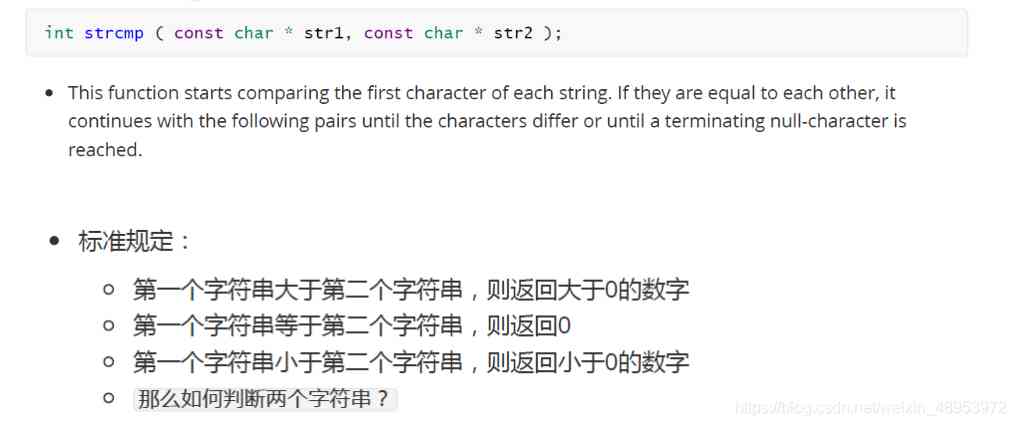 int strcmp ( const char * str1, const char * str2 );
This function starts comparing the first character of each string. If they are equal to each other, it
continues with the following pairs until the characters differ or until a terminating null-character is
reached.
标准规定：
第一个字符串大于第二个字符串，则返回大于0的数字
第一个字符串等于第二个字符串，则返回0
第一个字符串小于第二个字符串，则返回小于0的数字
那么如何判断两个字符串？
https://blog.csdn.net/weixin_48953972